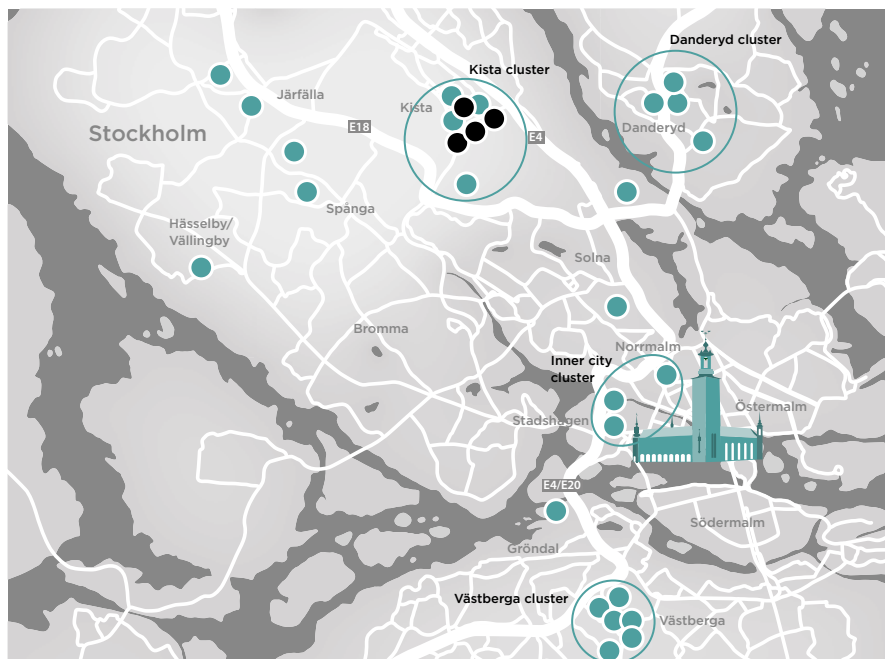 Danderyd cluster
Kista cluster
Järfälla
Kista
Stockholm
E18
E4
Danderyd
Spånga
Hässelby/
Vällingby
Solna
Bromma
Norrmalm
Inner city
cluster
Östermalm
Stadshagen
E4/E20
Södermalm
Gröndal
Västberga cluster
Västberga